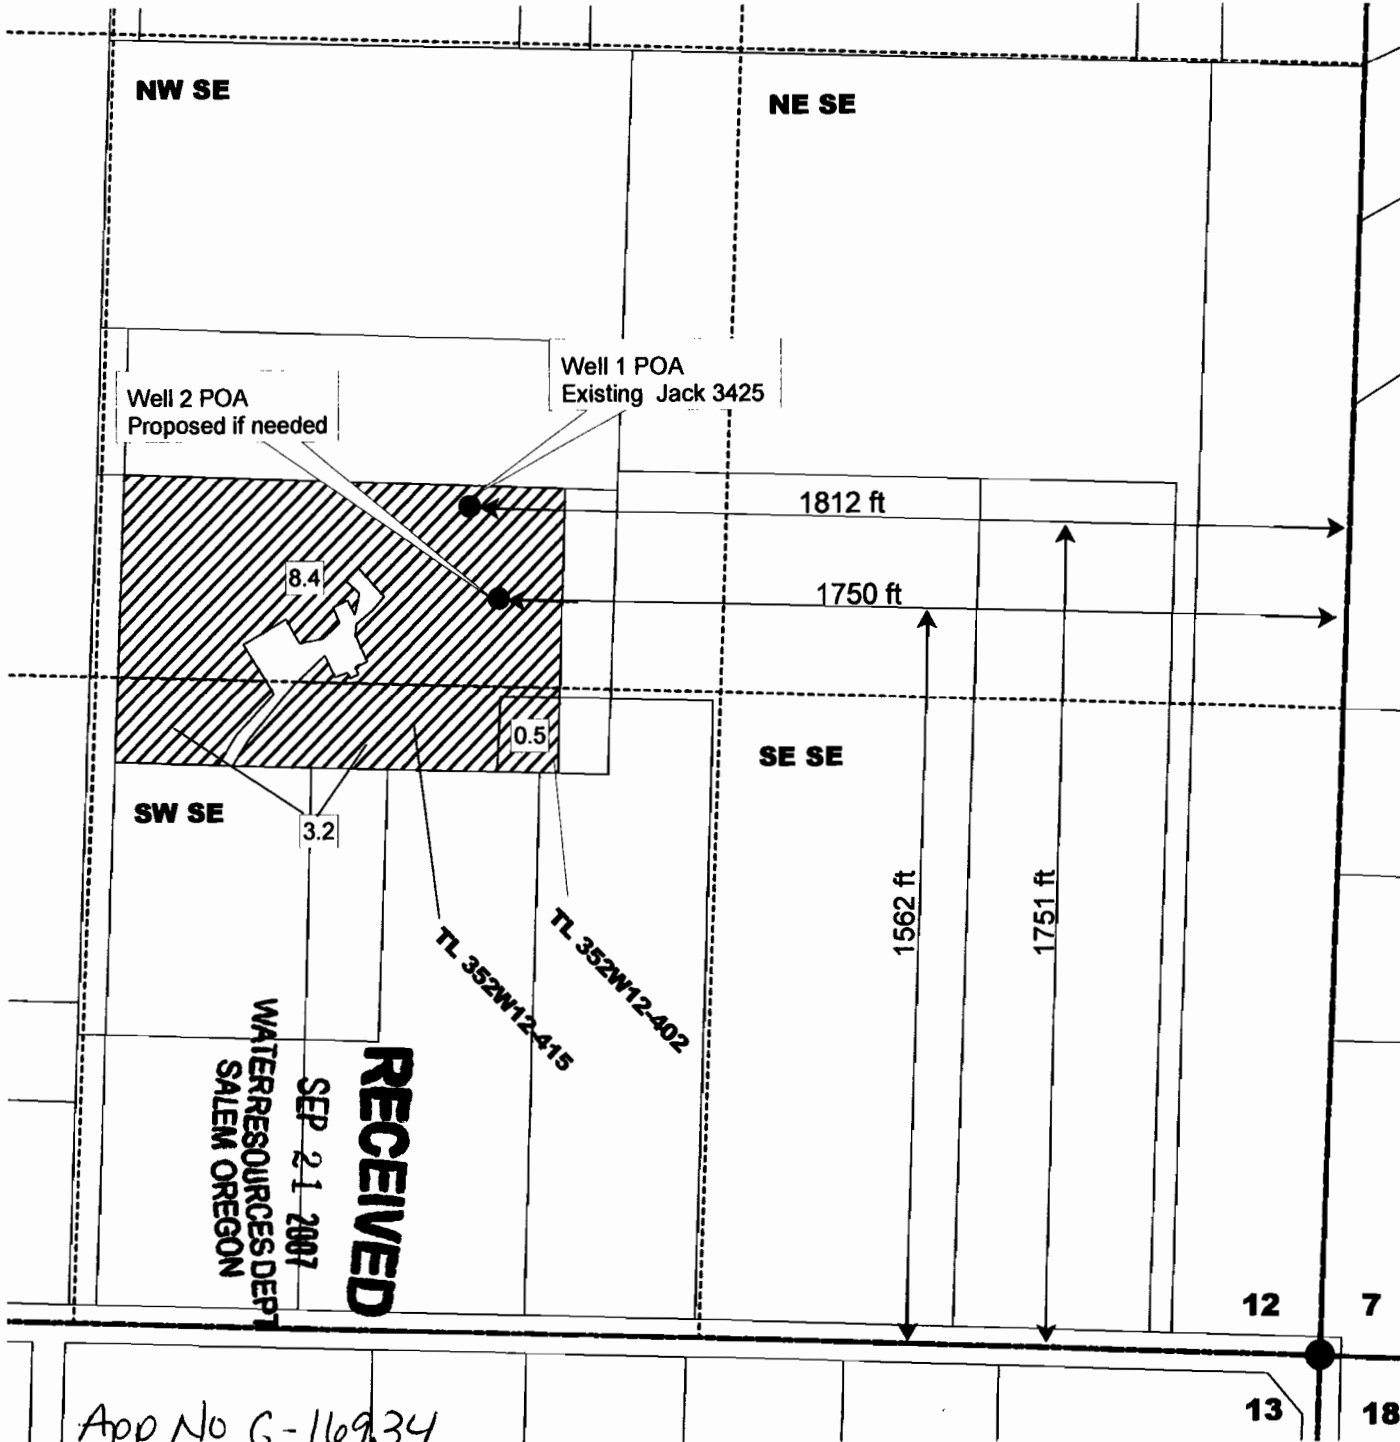 NW SE
NE SE
Well 1 POA
Existing Jack 3425
Well 2 POA
Proposed if needed
1812 ft
8.4
1750 ft
0.5
SE SE
SW SE
3.2
1562 ft
1751 ft
TL 352W12-415
TL 352W12-402
RECEIVED
SEP 21 2007
WATER RESOURCES DEPT
SALEM OREGON
12
7
13
18
App No G-16934